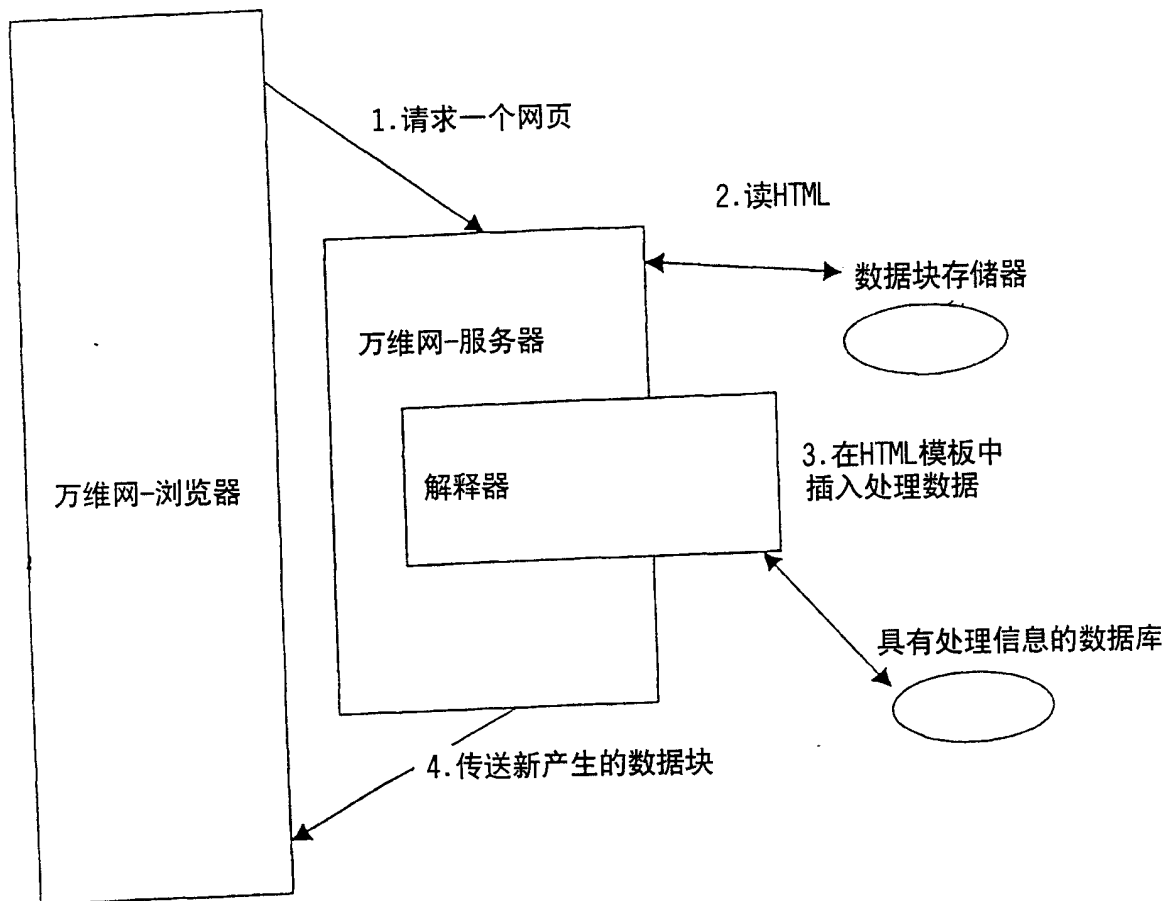 1.请求一个网页
2.读HTML
数据块存储器
万维网-服务器
3.在HTML模板中
插入处理数据
解释器
万维网-浏览器
具有处理信息的数据库
4.传送新产生的数据块